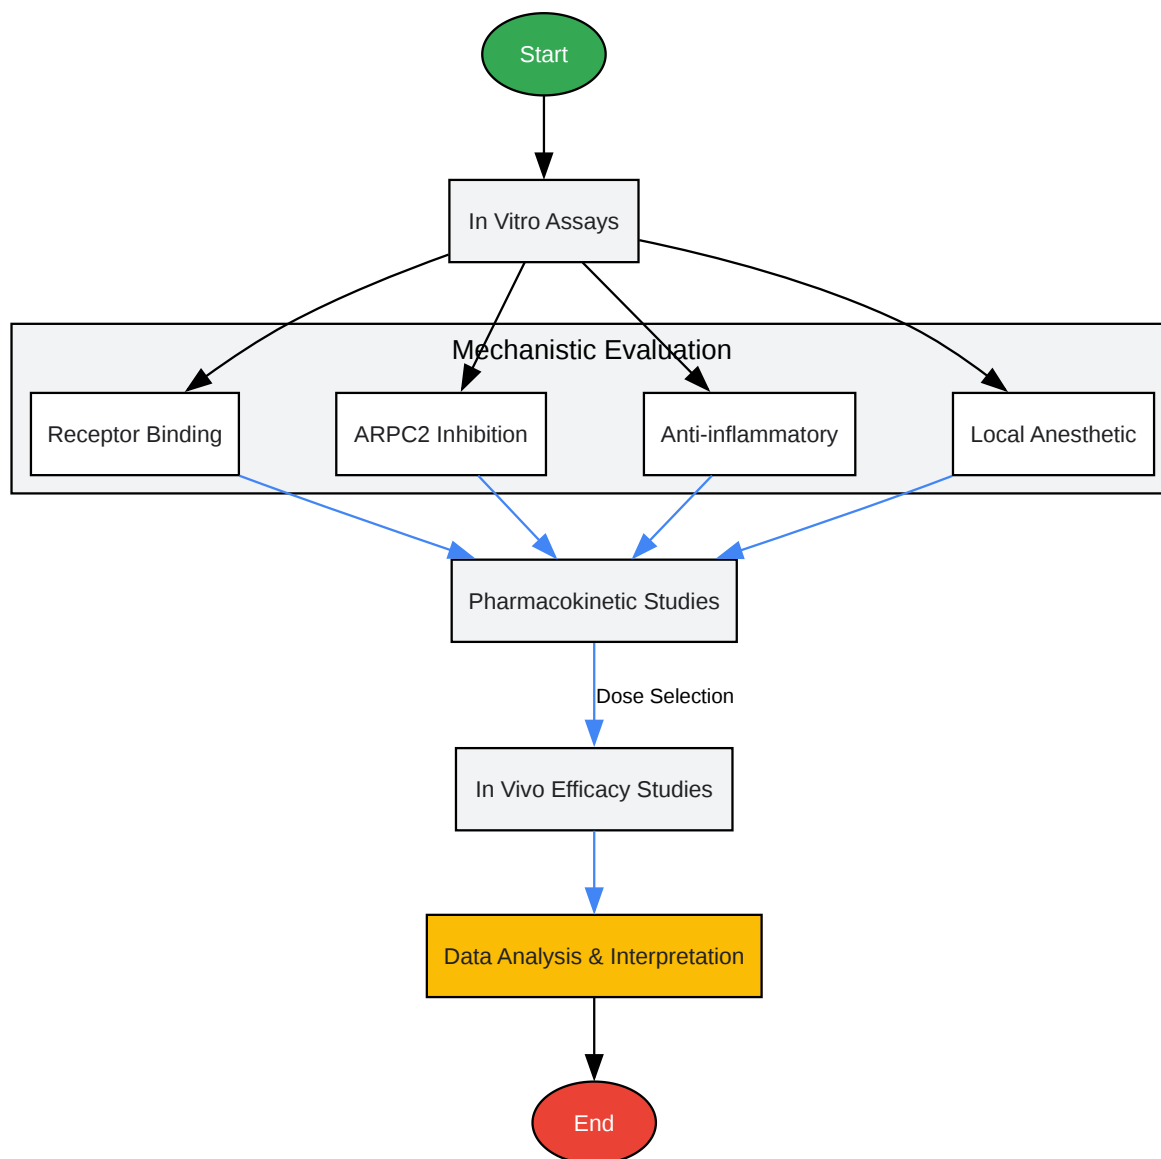 Start
In Vitro Assays
Mechanistic Evaluation
Receptor Binding
ARPC2 Inhibition
Anti-inflammatory
Local Anesthetic
Pharmacokinetic Studies
Dose Selection
In Vivo Efficacy Studies
Data Analysis & Interpretation
End